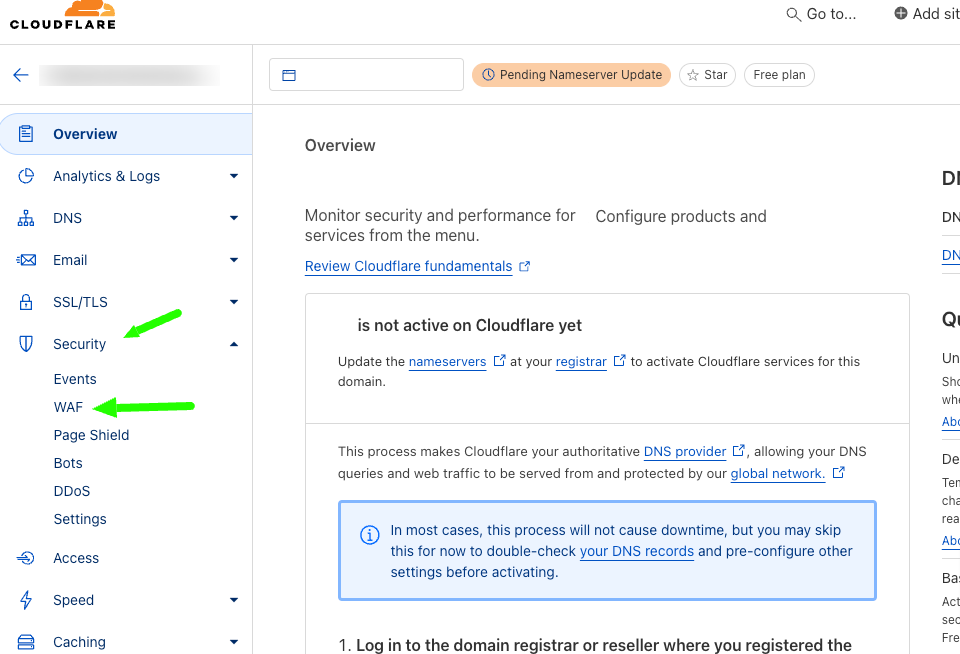 CLOUDFLARE
Go to...
Add sit
Pending Nameserver Update
Star
Free plan
Overview
Analytics & Logs
DNS
Email
SSL/TLS
Security
Events
WAF
Page Shield
Bots
DDoS
Settings
Access
Speed
Caching
Overview
Monitor security and performance for
services from the menu.
Configure products and
Review Cloudflare fundamentals
is not active on Cloudflare yet
Update the nameservers at your registrar to activate Cloudflare services for this
domain.
This process makes Cloudflare your authoritative DNS provider , allowing your DNS
queries and web traffic to be served from and protected by our global network.
In most cases, this process will not cause downtime, but you may skip
this for now to double-check your DNS records and pre-configure other
settings before activating.
1. Log in to the domain registrar or reseller where you registered the
DN
DN
Qu
Un
Sho
whe
Abo
De
Ten
cha
rea
Abo
Bas
Act
sec
Fre